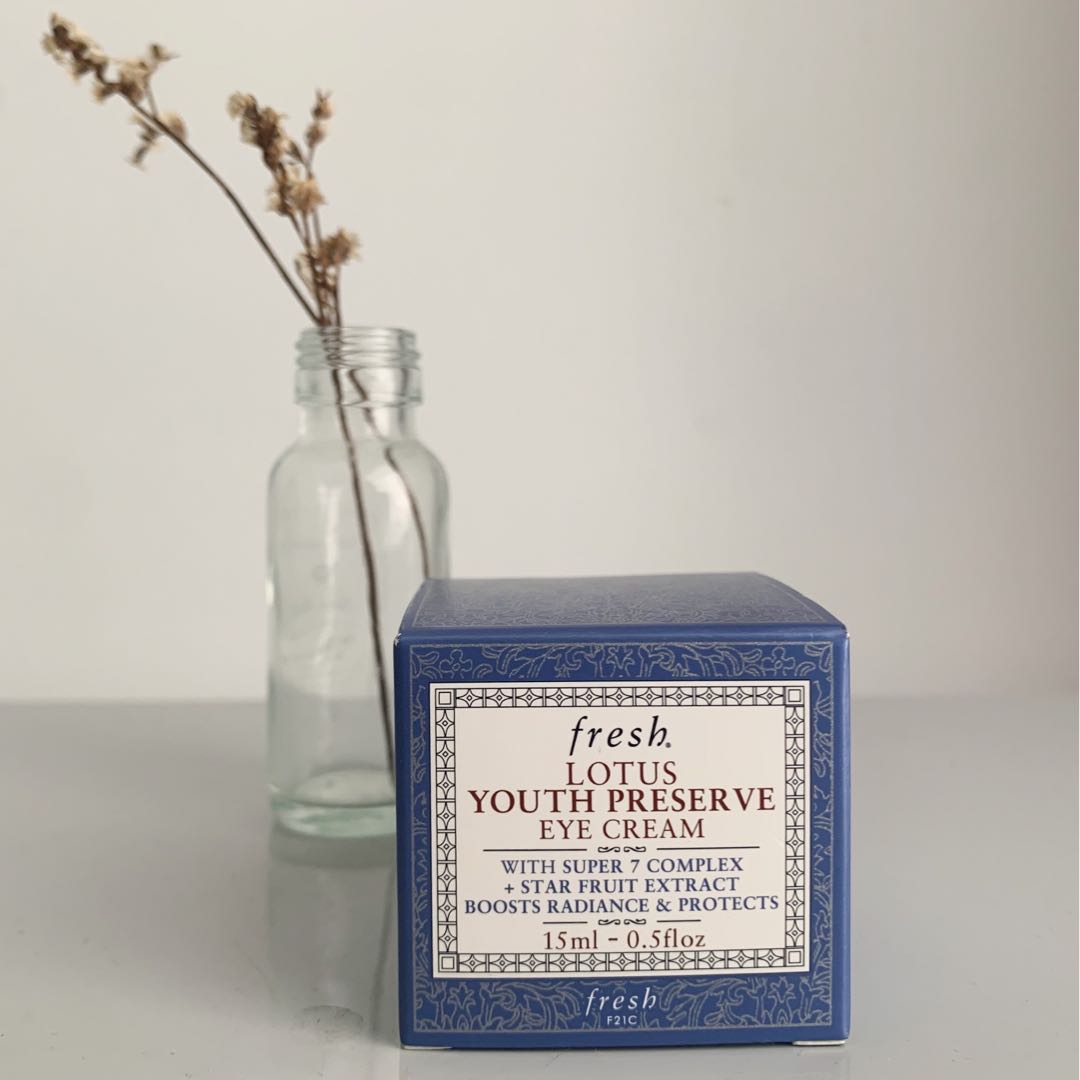 fresh®
LOTUS
YOUTH PRESERVE
EYE CREAM
WITH SUPER 7 COMPLEX
+ STAR FRUIT EXTRACT
BOOSTS RADIANCE & PROTECTS
15ml - 0.5floz
fresh
F21C